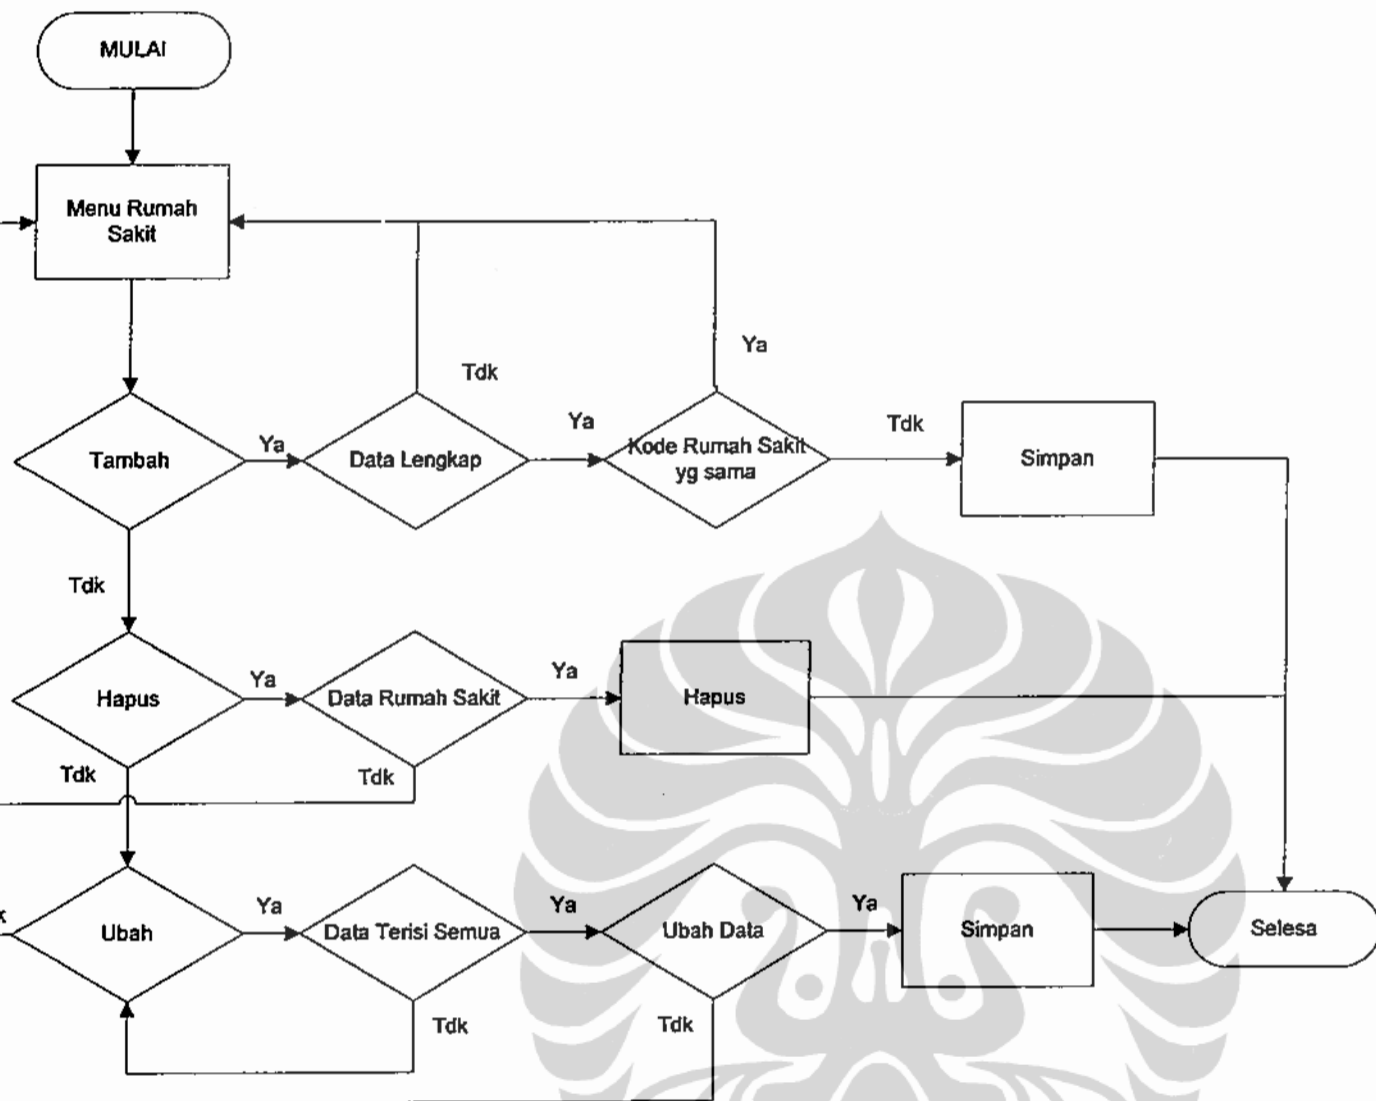 MULAI
Menu Rumah
Sakit
Ya
Tdk
Tambah
Ya
Data Lengkap
Ya
Kode Rumah Sakit
yg sama
Tdk
Simpan
Tdk
Hapus
Ya
Data Rumah Sakit
Ya
Hapus
Tdk
Tdk
k
Ubah
Ya
Data Terisi Semua
Ya
Ubah Data
Ya
Simpan
Selesa
Tdk
Tdk